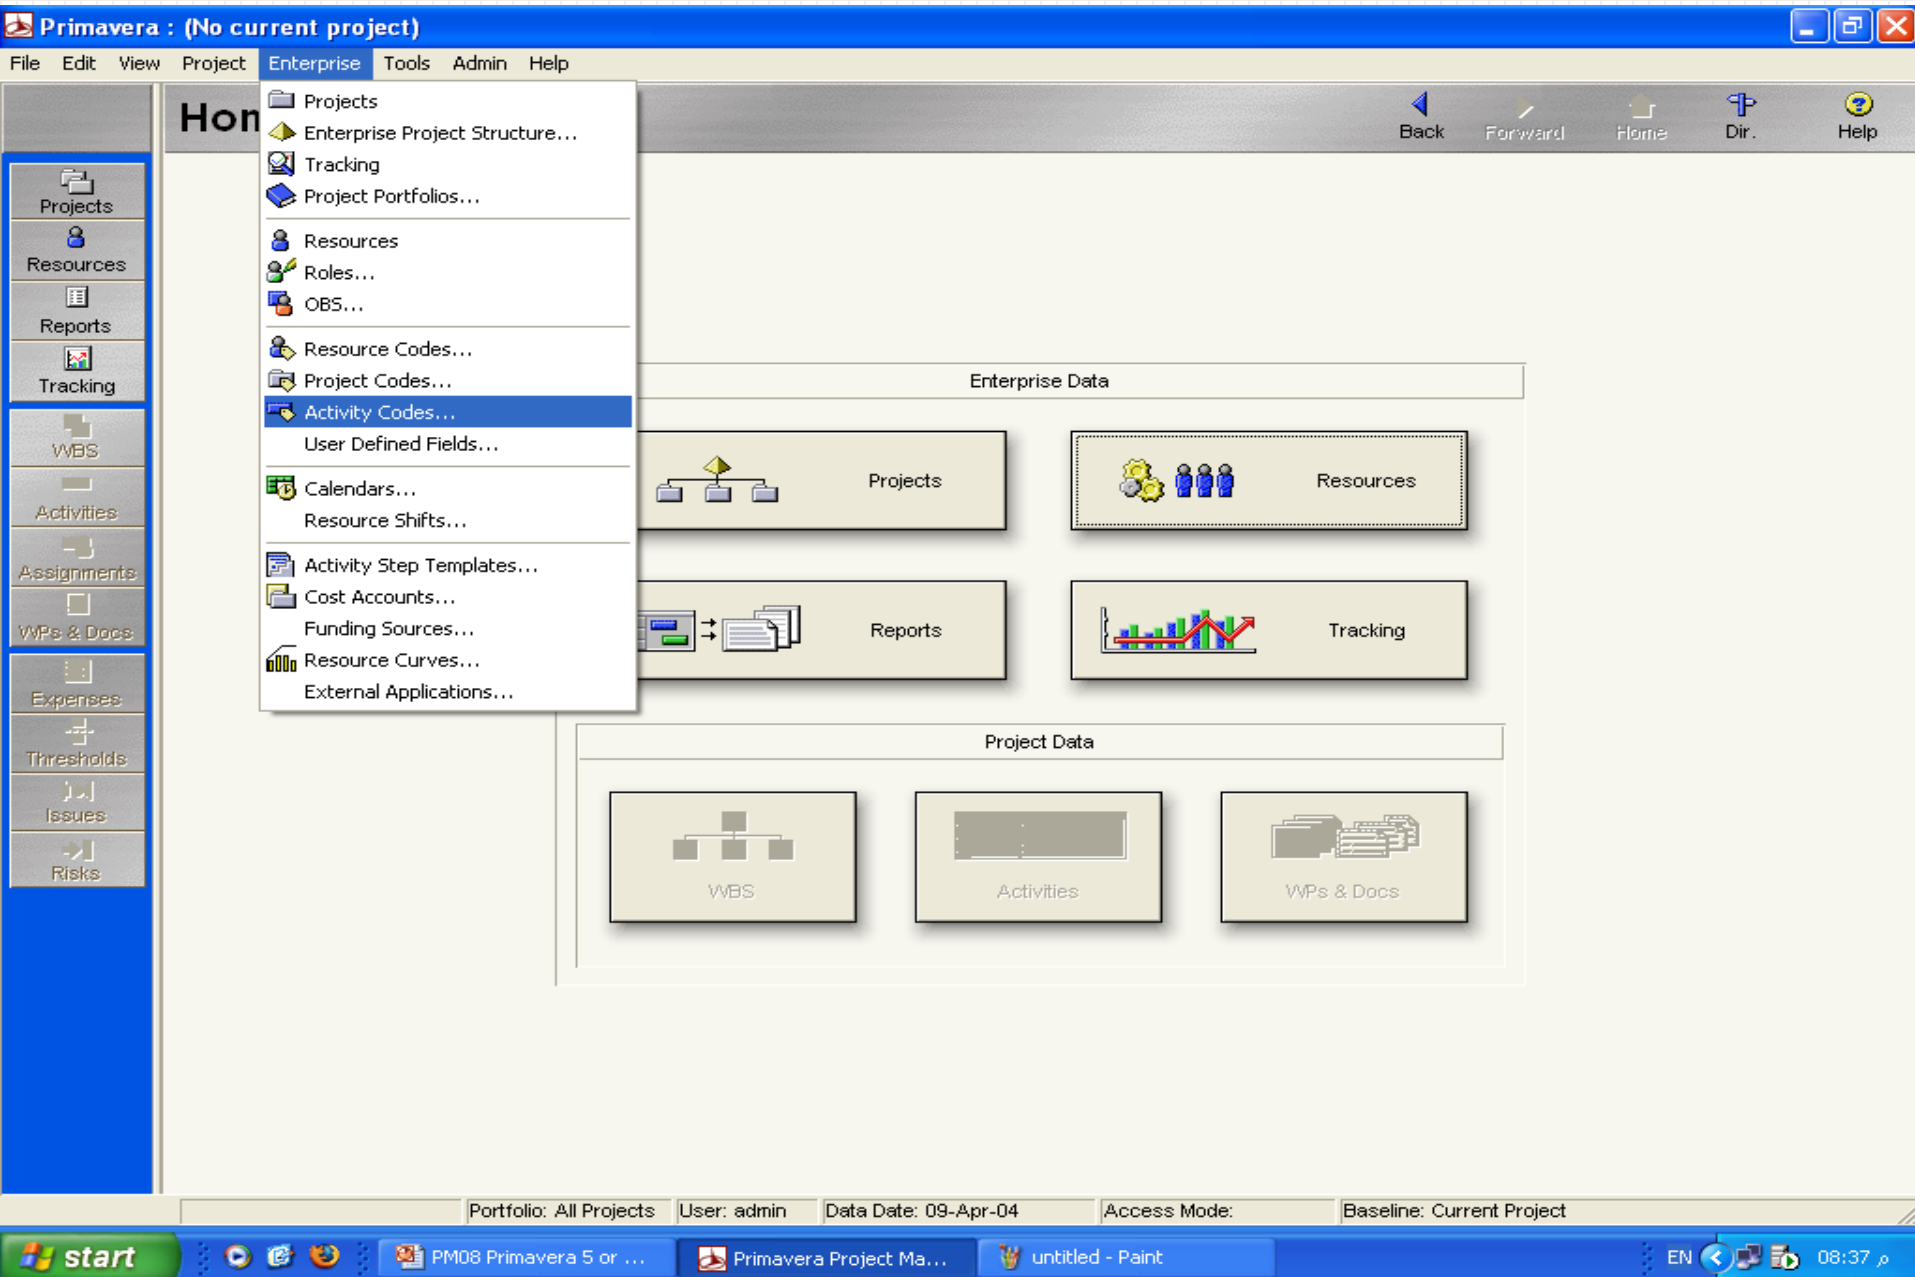 Primavera : (No current project)
File Edit View Project Enterprise Tools Admin Help
Hom
Back Forward Home Dir. Help
Projects
Enterprise Project Structure...
Tracking
Project Portfolios...
Resources
Roles...
OBS...
Resource Codes...
Project Codes...
Activity Codes...
User Defined Fields...
Calendars...
Resource Shifts...
Activity Step Templates...
Cost Accounts...
Funding Sources...
Resource Curves...
External Applications...
Projects
Resources
Reports
Tracking
WBS
Activities
Assignments
WPs & Docs
Expenses
Thresholds
Issues
Risks
Enterprise Data
Projects Resources
Reports Tracking
Project Data
WBS Activities WPs & Docs
Portfolio: All Projects User: admin Data Date: 09-Apr-04 Access Mode: Baseline: Current Project
start PM08 Primavera 5 or ... Primavera Project Ma... untitled - Paint EN 08:37 م